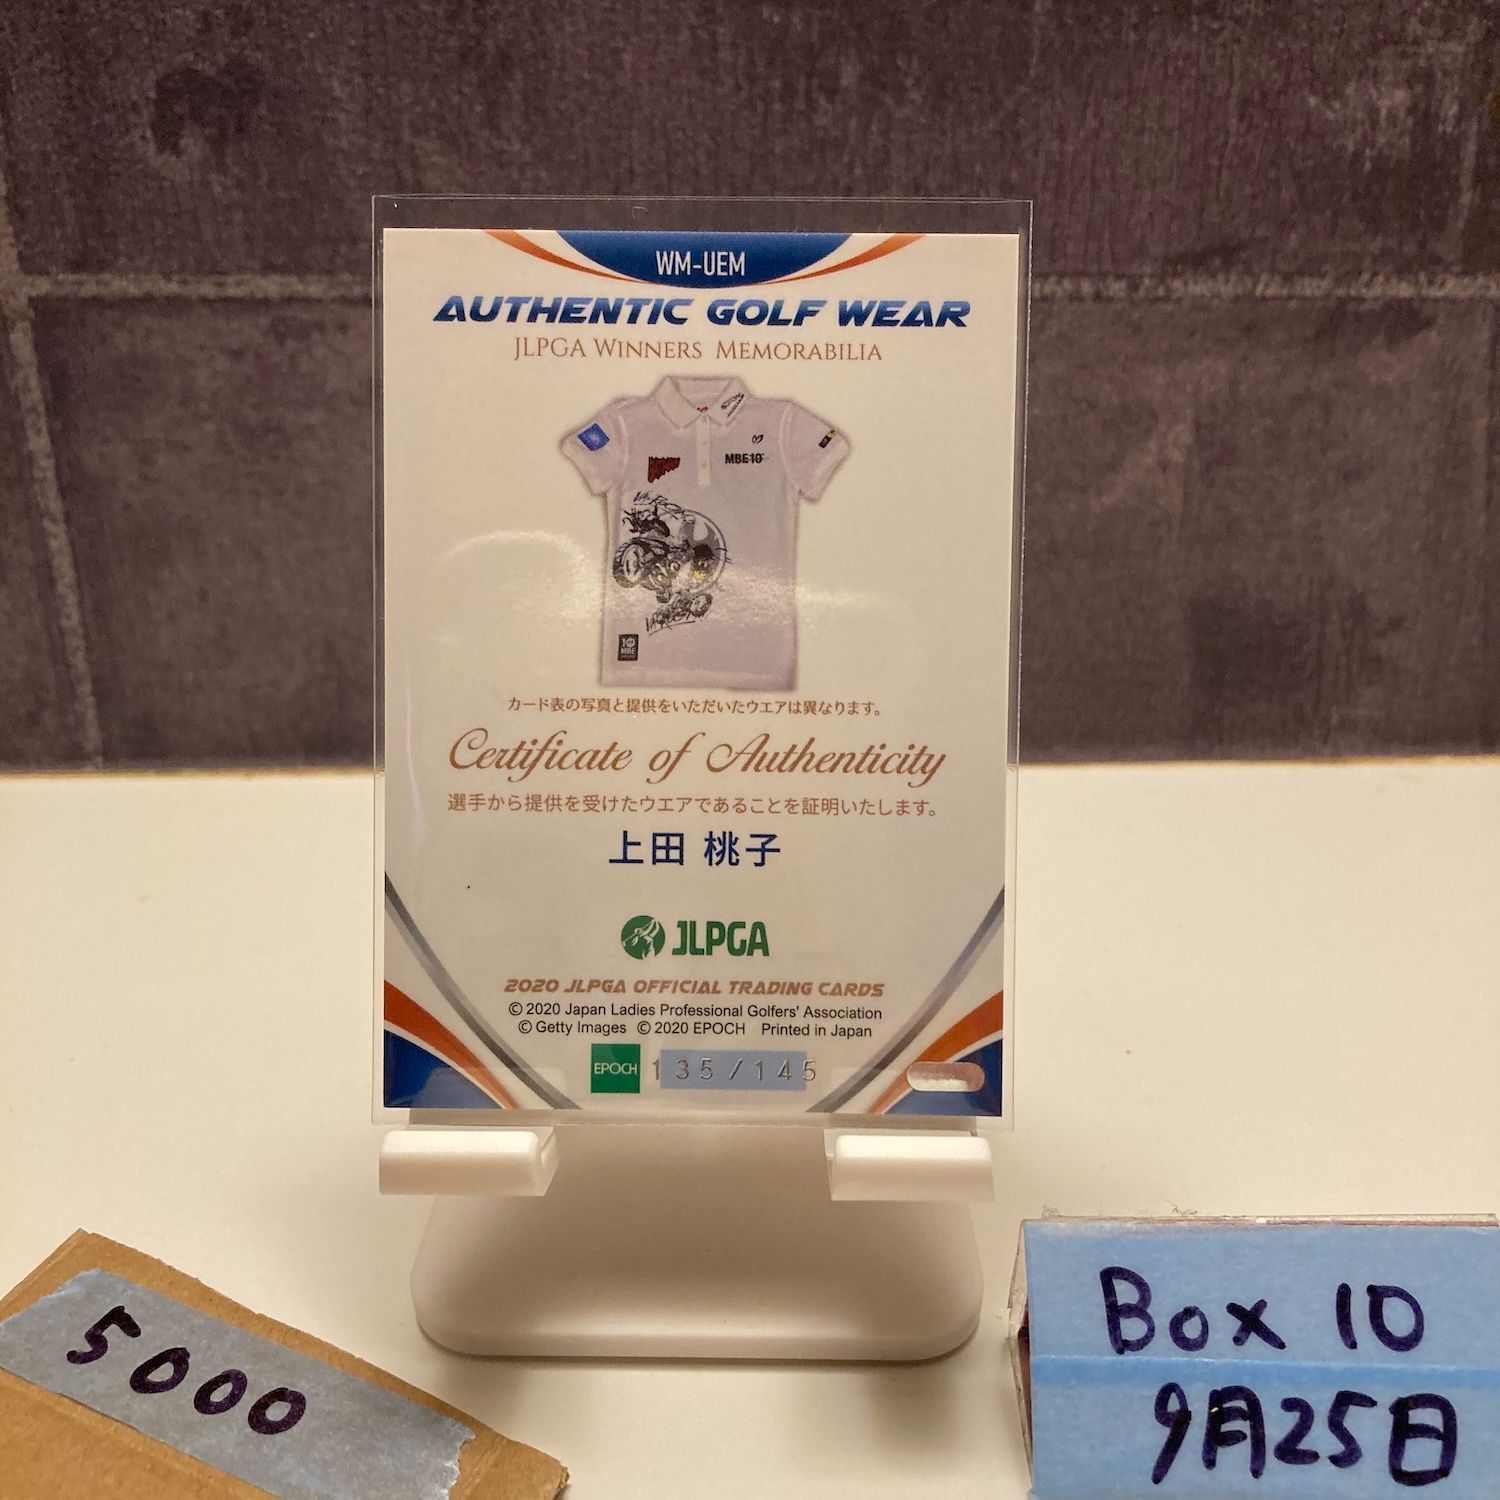 WM-UEM
AUTHENTIC GOLF WEAR
JLPGA WINNERS MEMORABILIA
MBE10
10
MBE
カード表の写真と提供をいただいたウエアは異なります。
Certificate of Authenticity
選手から提供を受けたウエアであることを証明いたします。
上田 桃子
JLPGA
2020 JLPGA OFFICIAL TRADING CARDS
© 2020 Japan Ladies Professional Golfers' Association
© Getty Images © 2020 EPOCH Printed in Japan
EPOCH 135/145
5000
Box 10
9月25日